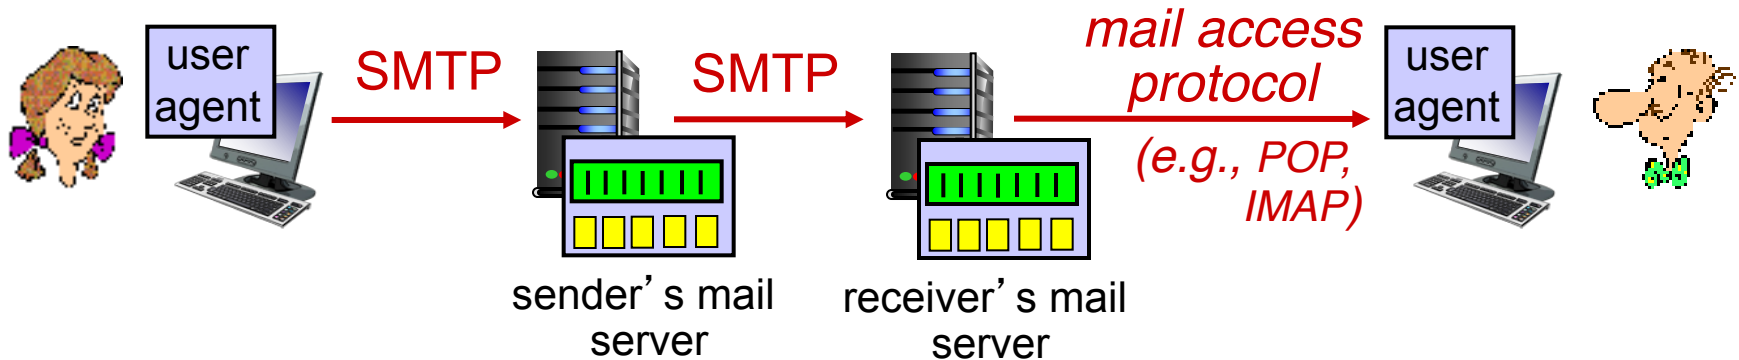 user
agent
SMTP
SMTP
mail access
protocol
(e.g., POP,
IMAP)
user
agent
sender’s mail
server
receiver’s mail
server